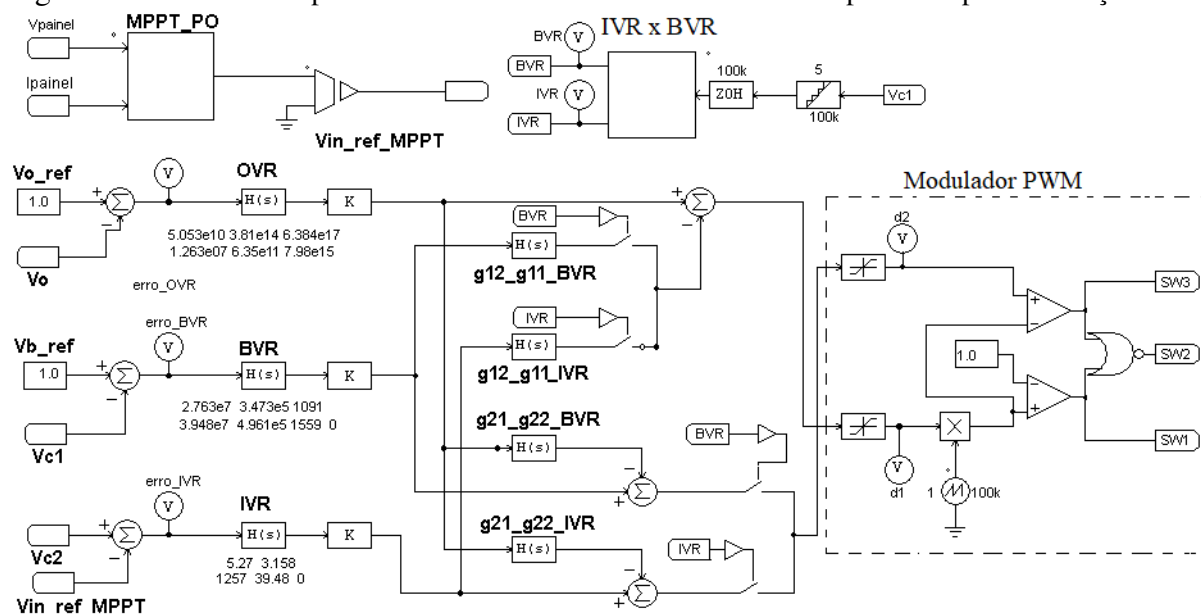 Vpainel
MPPT_PO
Ipainel
Vin_ref_MPPT
IVR x BVR
BVR
V
BVR
IVR
V
IVR
100k
ZOH
5
100k
Vc1
Vo_ref
1.0
Σ
V
OVR
H(s)
K
Vo
5.053e10 3.81e14 6.384e17
1.263e07 6.35e11 7.98e15
erro_OVR
BVR
H(s)
g12_g11_BVR
IVR
H(s)
g12_g11_IVR
Σ
erro_BVR
Vb_ref
1.0
Σ
V
BVR
H(s)
K
Vc1
2.763e7 3.473e5 1091
3.948e7 4.961e5 1559 0
g21_g22_BVR
H(s)
BVR
Σ
erro_IVR
Vc2
Σ
V
IVR
H(s)
K
Vin_ref_MPPT
5.27 3.158
1257 39.48 0
g21_g22_IVR
H(s)
IVR
Σ
Modulador PWM
d2
V
SW3
1.0
SW2
SW1
V
d1
1
100k